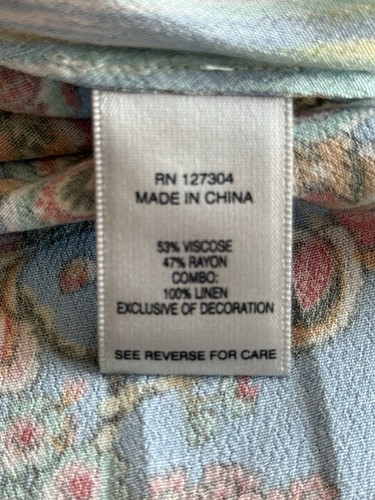 RN 127304
MADE IN CHINA
53% VISCOSE
47% RAYON
COMBO:
100% LINEN
EXCLUSIVE OF DECORATION
SEE REVERSE FOR CARE